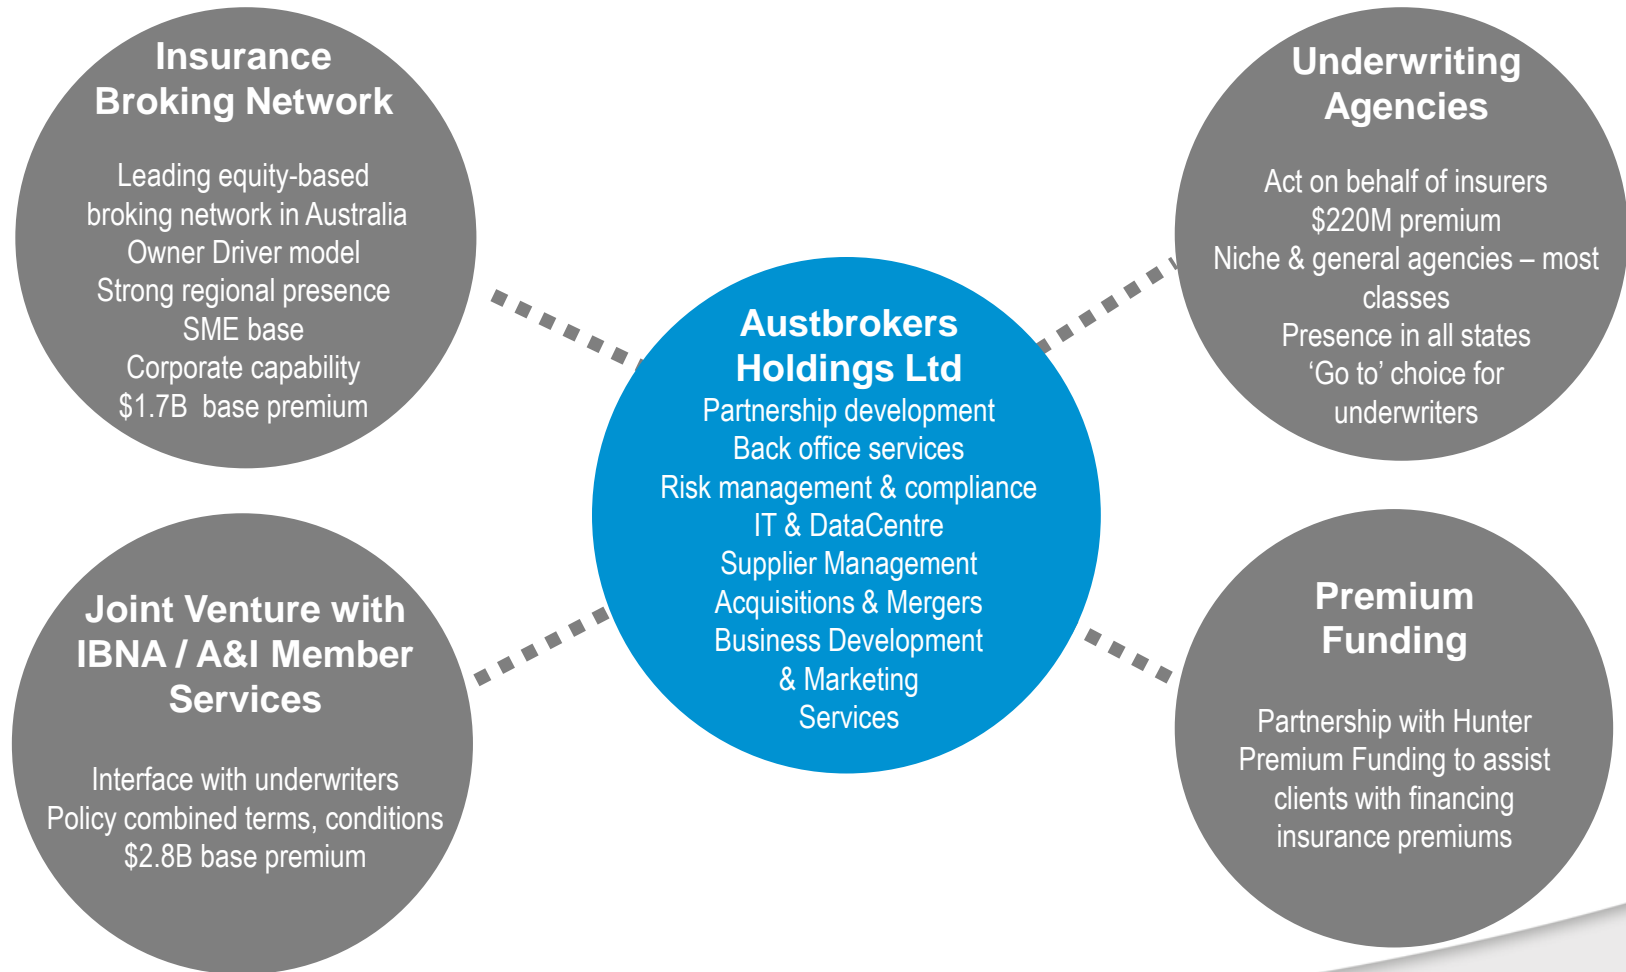 Insurance
Broking Network
Leading equity-based
broking network in Australia
Owner Driver model
Strong regional presence
SME base
Corporate capability
$1.7B base premium
Underwriting
Agencies
Act on behalf of insurers
$220M premium
Niche & general agencies – most
classes
Presence in all states
‘Go to’ choice for
underwriters
Austbrokers
Holdings Ltd
Partnership development
Back office services
Risk management & compliance
IT & DataCentre
Supplier Management
Acquisitions & Mergers
Business Development
& Marketing
Services
Joint Venture with
IBNA / A&I Member
Services
Interface with underwriters
Policy combined terms, conditions
$2.8B base premium
Premium
Funding
Partnership with Hunter
Premium Funding to assist
clients with financing
insurance premiums